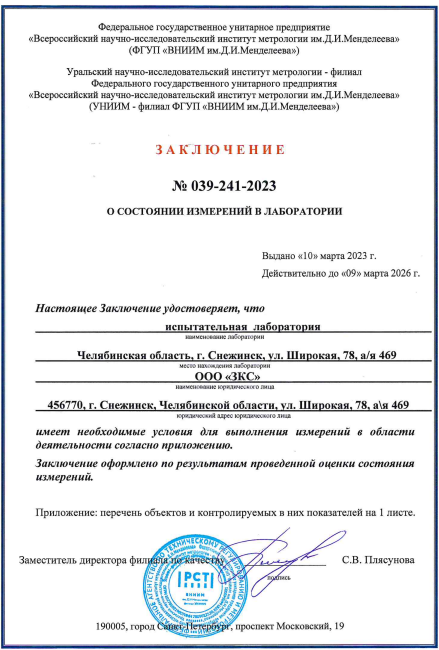 Федеральное государственное унитарное предприятие
«Всероссийский научно-исследовательский институт метрологии им.Д.И.Менделеева»
(ФГУП «ВНИИМ им.Д.И.Менделеева»)
Уральский научно-исследовательский институт метрологии - филиал
Федерального государственного унитарного предприятия
«Всероссийский научно-исследовательский институт метрологии им.Д.И.Менделеева»
(УНИИМ - филиал ФГУП «ВНИИМ им.Д.И.Менделеева»)
ЗАКЛЮЧЕНИЕ
№ 039-241-2023
О СОСТОЯНИИ ИЗМЕРЕНИЙ В ЛАБОРАТОРИИ
Выдано «10» марта 2023 г.
Действительно до «09» марта 2026 г.
Настоящее Заключение удостоверяет, что
испытательная лаборатория
наименование лаборатории
Челябинская область, г. Снежинск, ул. Широкая, 78, а/я 469
место нахождения лаборатории
ООО «ЗКС»
наименование юридического лица
456770, г. Снежинск, Челябинской области, ул. Широкая, 78, а\я 469
юридический адрес юридического лица
имеет необходимые условия для выполнения измерений в области
деятельности согласно приложению.
Заключение оформлено по результатам проведенной оценки состояния
измерений.
Приложение: перечень объектов и контролируемых в них показателей на 1 листе.
Заместитель директора филиала по качеству
С.В. Плясунова
подпись
РСТ
ВНИИМ
190005, город Санкт-Петербург, проспект Московский, 19